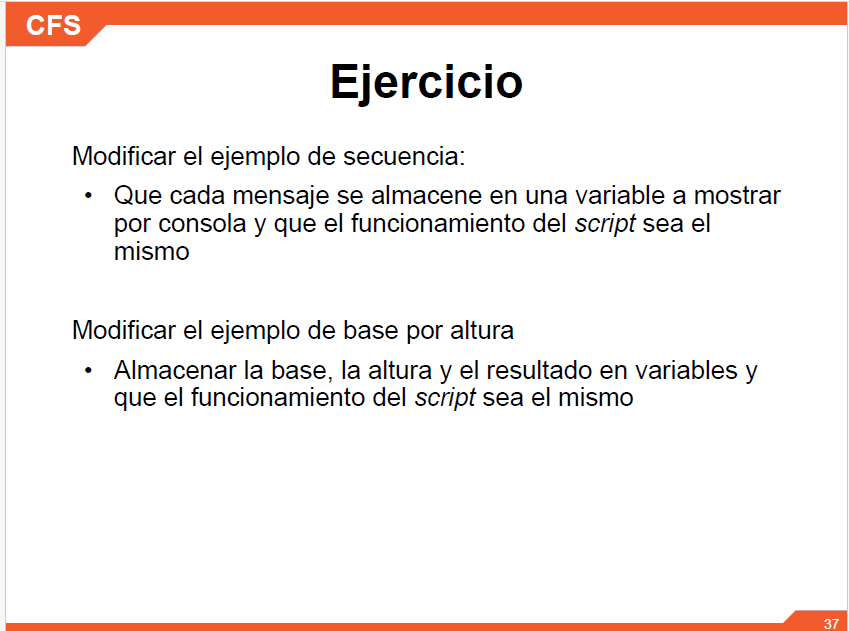 CFS
Ejercicio
Modificar el ejemplo de secuencia:
• Que cada mensaje se almacene en una variable a mostrar
por consola y que el funcionamiento del script sea el
mismo
Modificar el ejemplo de base por altura
• Almacenar la base, la altura y el resultado en variables y
que el funcionamiento del script sea el mismo
37